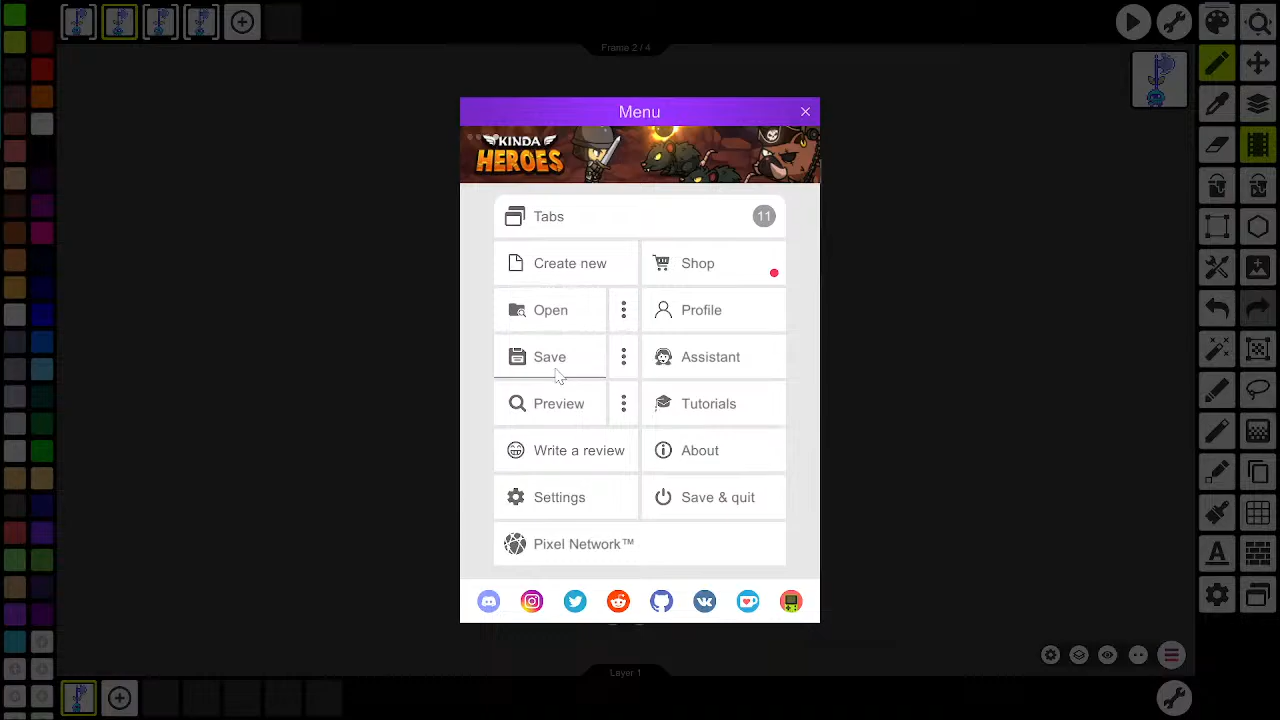 Frame 2 / 4
Menu
KINDA
HEROES
Tabs
11
Create new
Shop
Open
Profile
Save
Assistant
Preview
Tutorials
Write a review
About
Settings
Save & quit
Pixel Network™
Layer 1